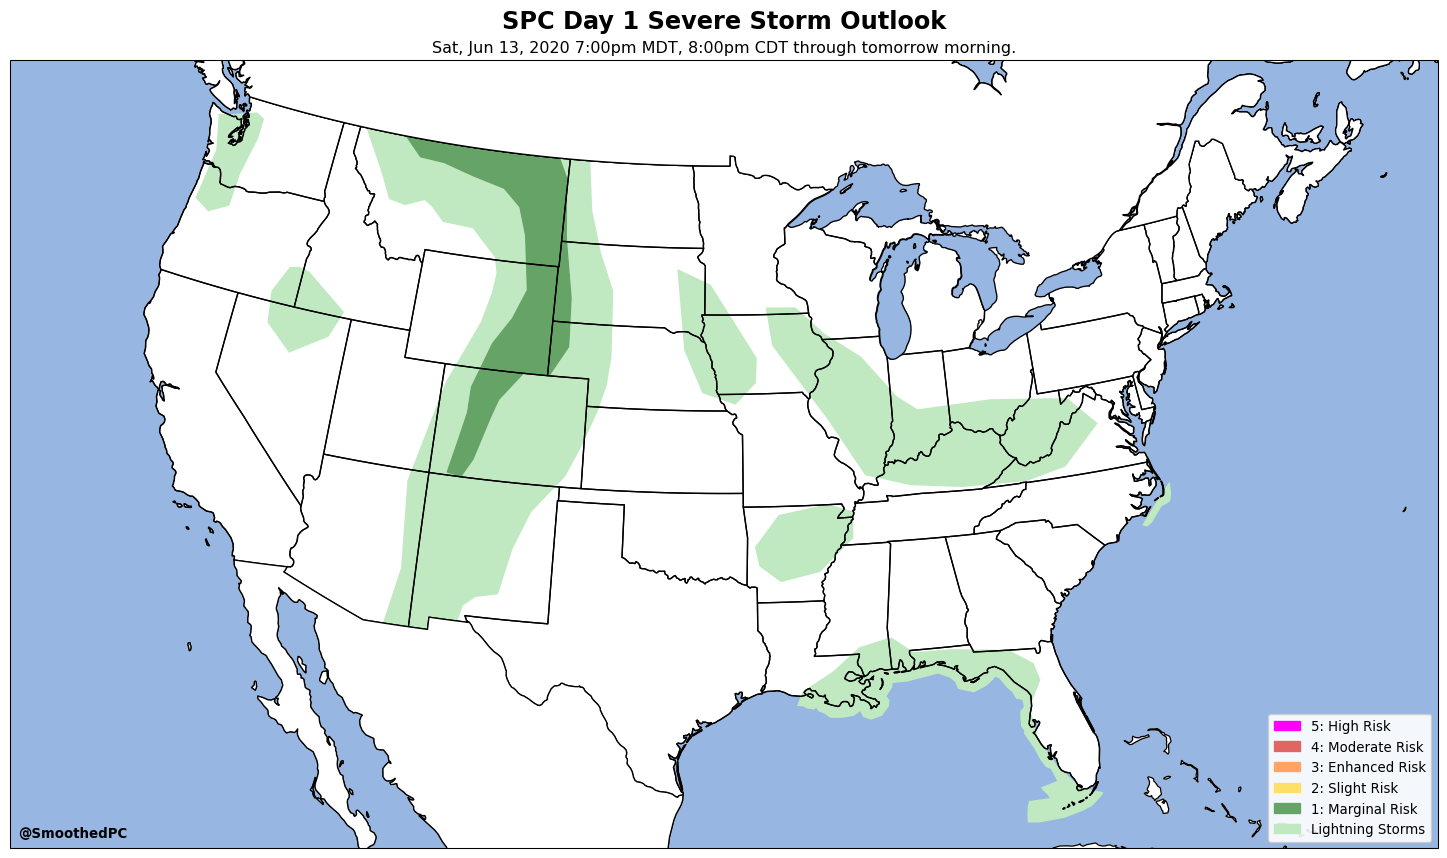 SPC Day 1 Severe Storm Outlook
Sat, Jun 13, 2020 7:00pm MDT, 8:00pm CDT through tomorrow morning.
5: High Risk
4: Moderate Risk
3: Enhanced Risk
2: Slight Risk
1: Marginal Risk
Lightning Storms
@SmoothedPC